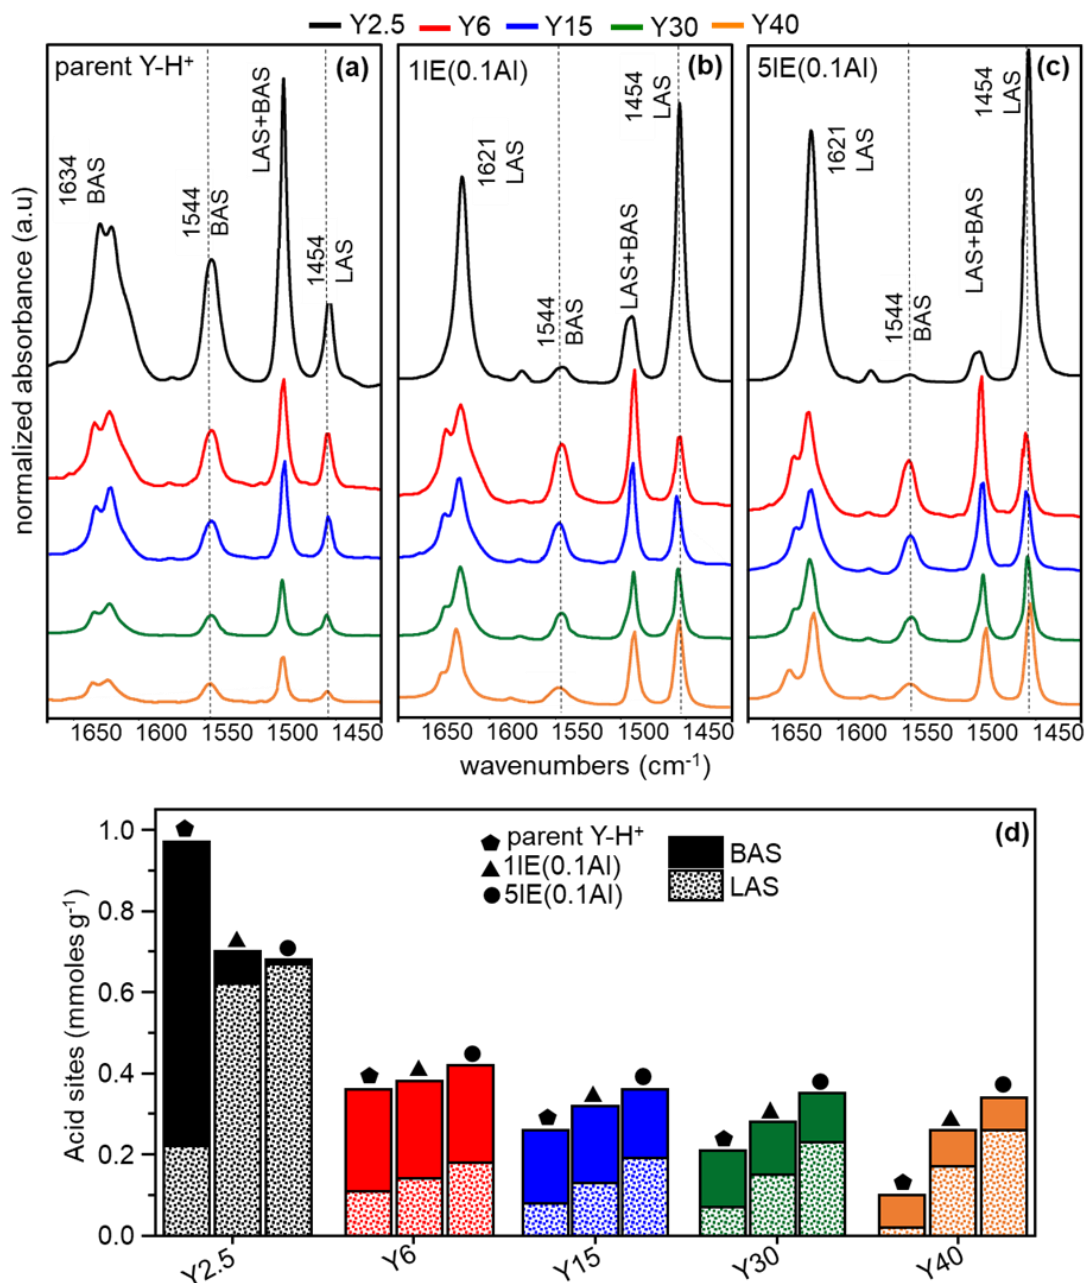 Y2.5 Y6 Y15 Y30 Y40
parent Y-H⁺ (a)
1634
BAS
1544
BAS
LAS+BAS
1454
LAS
1IE(0.1Al) (b)
1621
LAS
1544
BAS
LAS+BAS
1454
LAS
5IE(0.1Al) (c)
1621
LAS
1544
BAS
LAS+BAS
1454
LAS
normalized absorbance (a.u)
1650 1600 1550 1500 1450
1650 1600 1550 1500 1450
1650 1600 1550 1500 1450
wavenumbers (cm⁻¹)
(d)
parent Y-H⁺
1IE(0.1Al)
5IE(0.1Al)
BAS
LAS
Acid sites (mmoles g⁻¹)
1.0
0.8
0.6
0.4
0.2
0.0
Y2.5 Y6 Y15 Y30 Y40